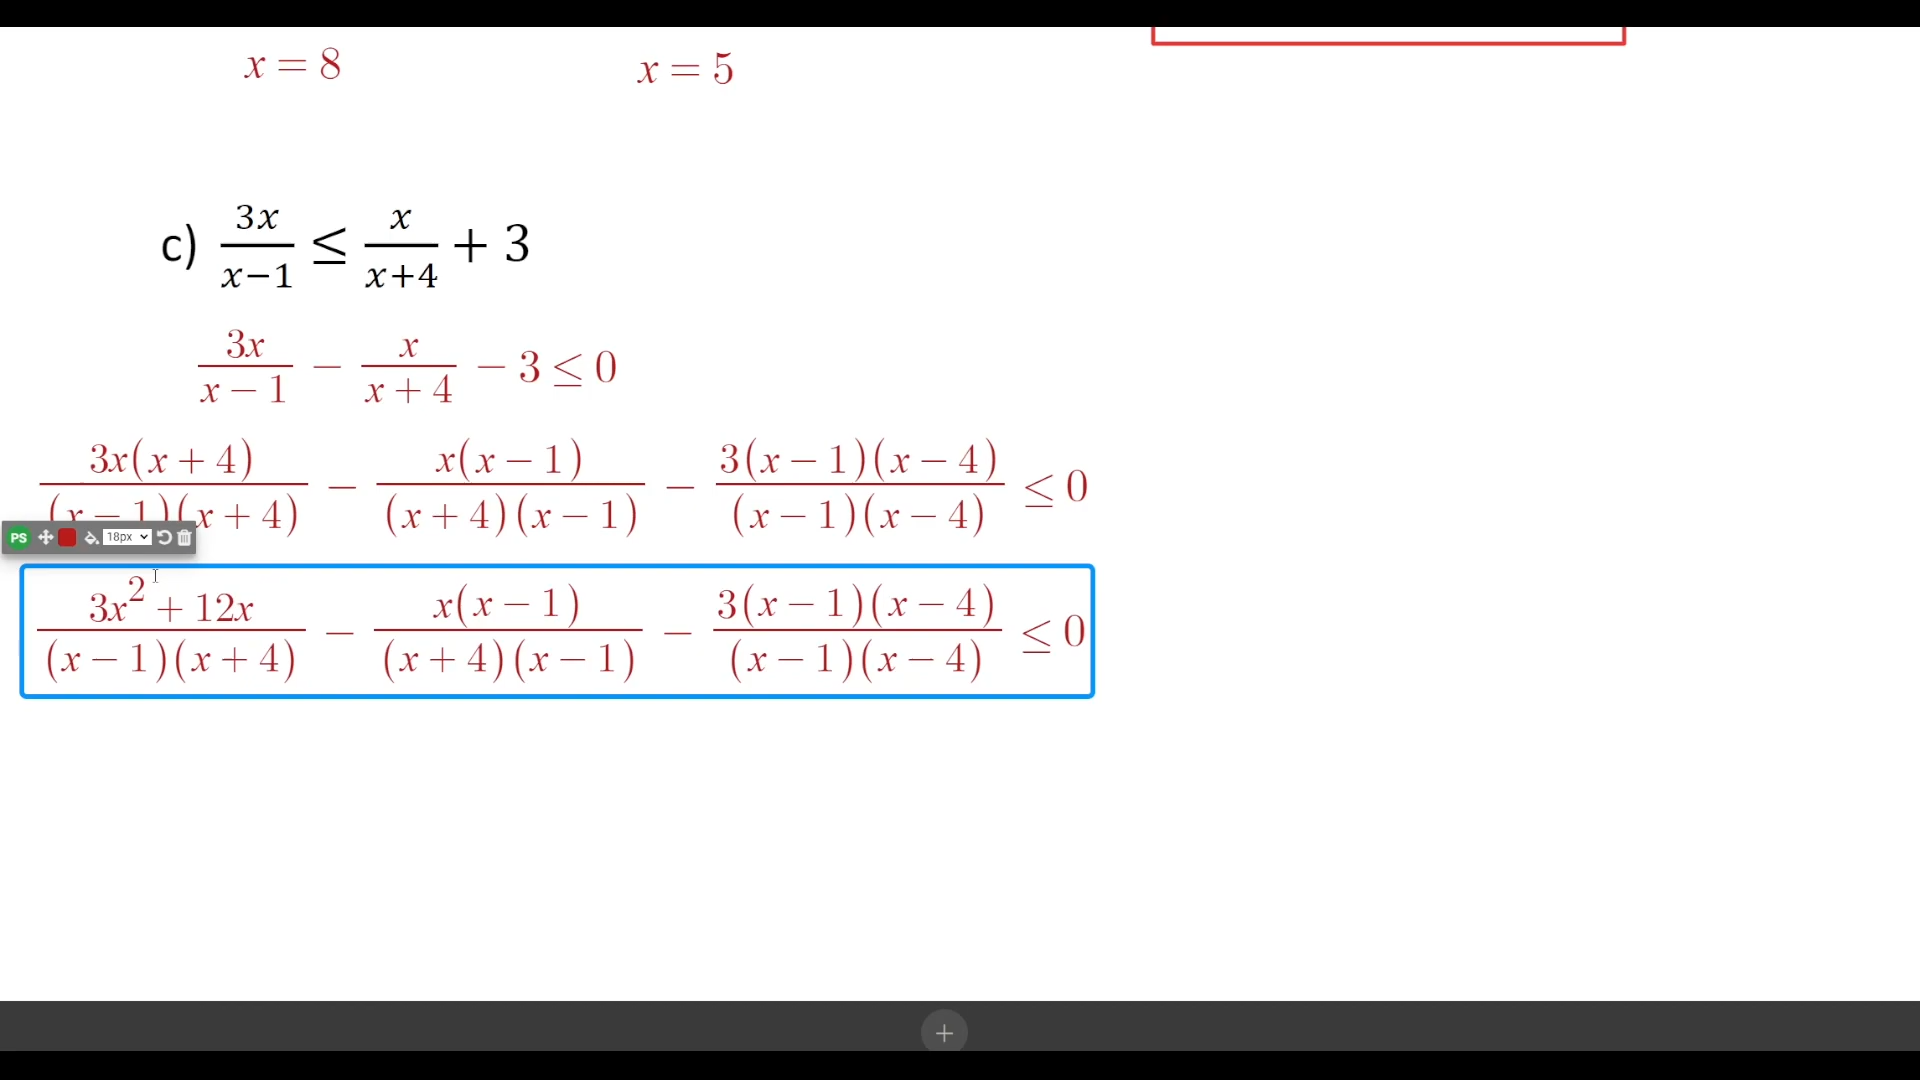 x = 8
x = 5
c) 3x/(x−1) ≤ x/(x+4) + 3
3x/(x − 1) − x/(x + 4) − 3 ≤ 0
3x(x + 4)/((x − 1)(x + 4)) − x(x − 1)/((x + 4)(x − 1)) − 3(x − 1)(x − 4)/((x − 1)(x − 4)) ≤ 0
PS 18px
(3x² + 12x)/((x − 1)(x + 4)) − x(x − 1)/((x + 4)(x − 1)) − 3(x − 1)(x − 4)/((x − 1)(x − 4)) ≤ 0